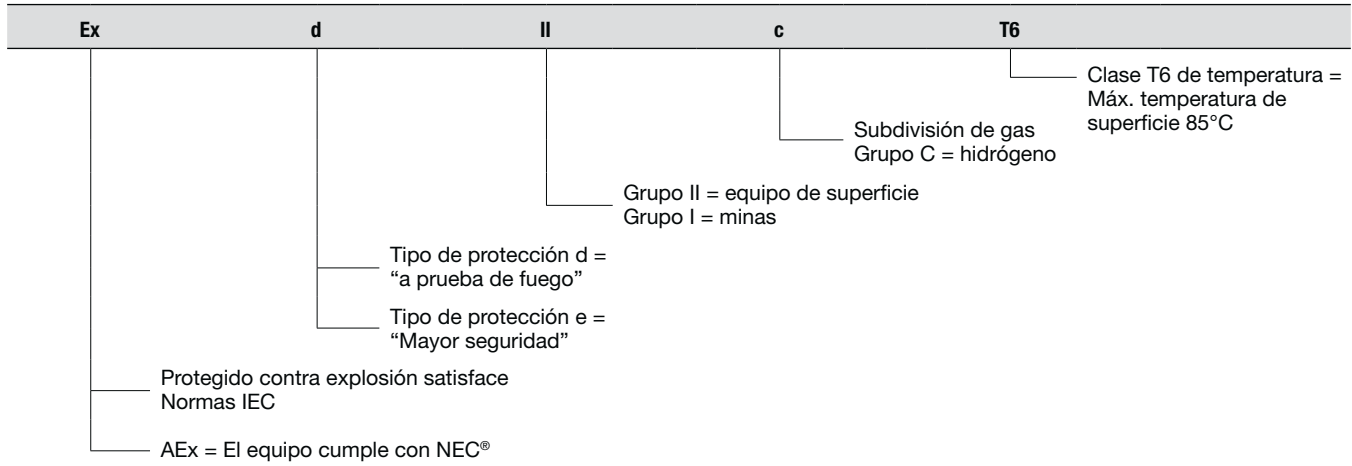 Ex d II c T6
Clase T6 de temperatura =
Máx. temperatura de
superficie 85°C
Subdivisión de gas
Grupo C = hidrógeno
Grupo II = equipo de superficie
Grupo I = minas
Tipo de protección d =
“a prueba de fuego”
Tipo de protección e =
“Mayor seguridad”
Protegido contra explosión satisface
Normas IEC
AEx = El equipo cumple con NEC®